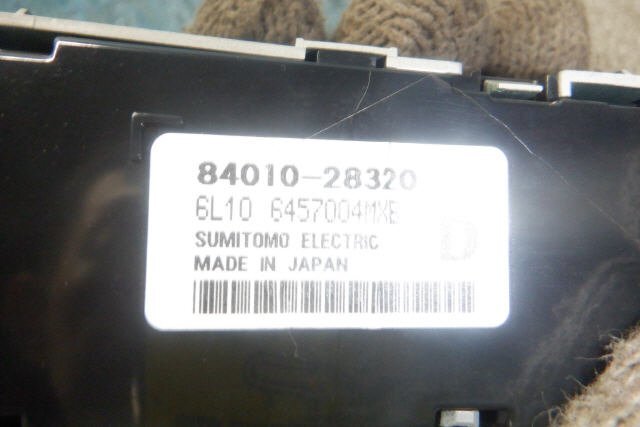 84010-28320
6L10 6457004MXE
SUMITOMO ELECTRIC
D
MADE IN JAPAN